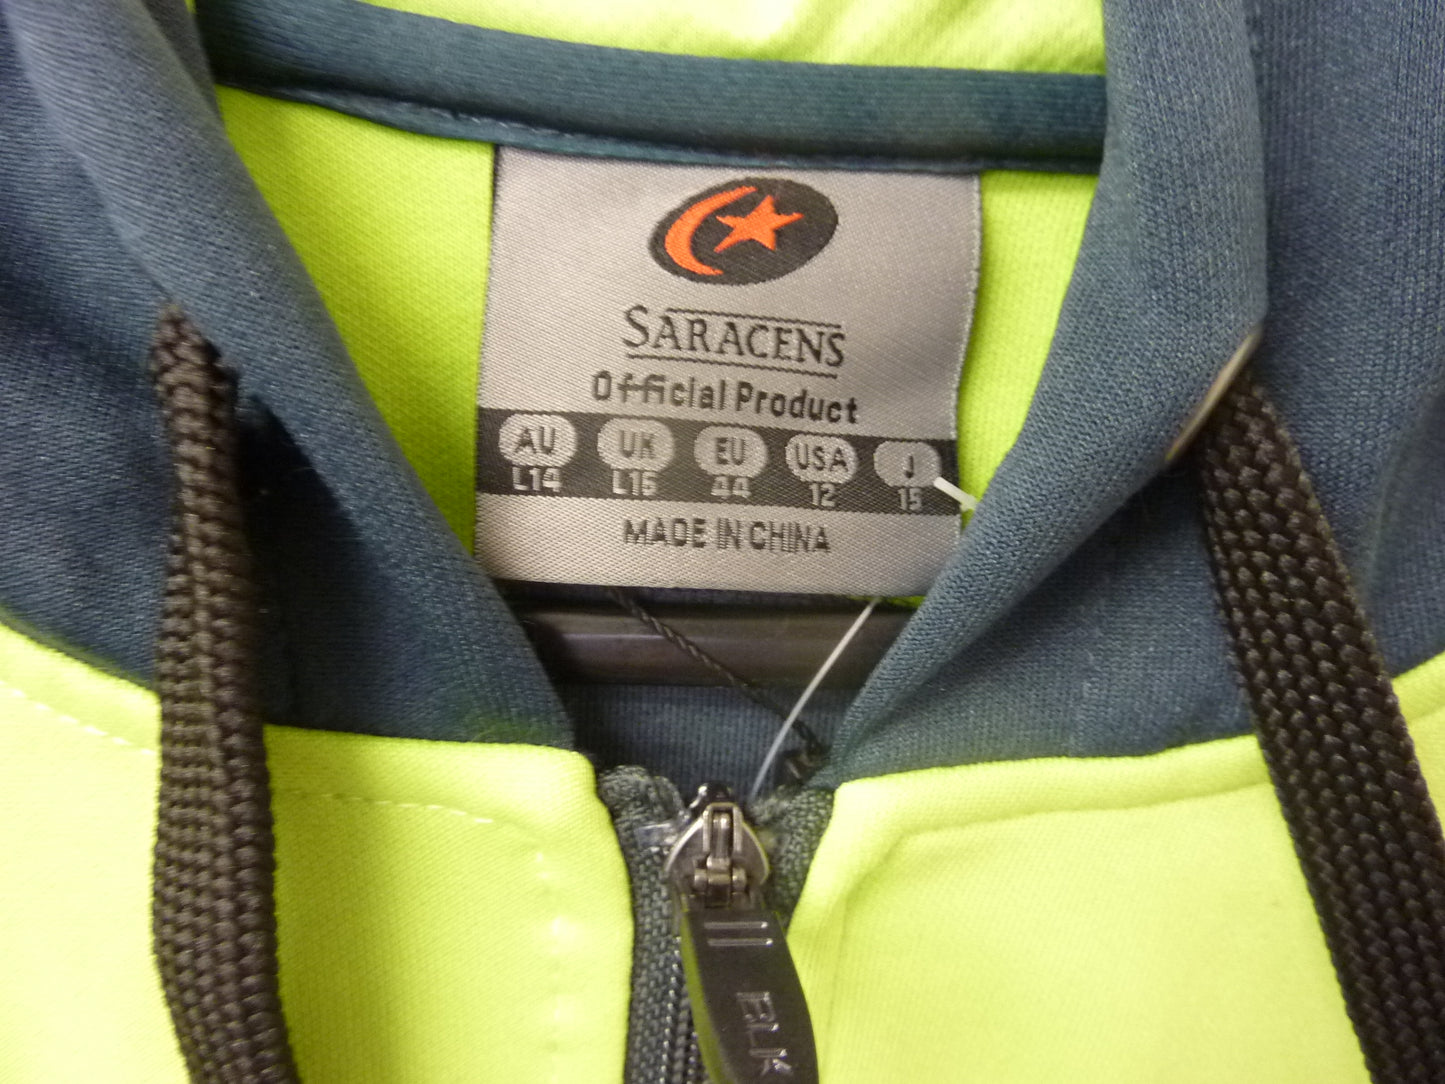 SARACENS
Official Product
AU UK EU USA J
L14 L16 44 12 15
MADE IN CHINA
BLK